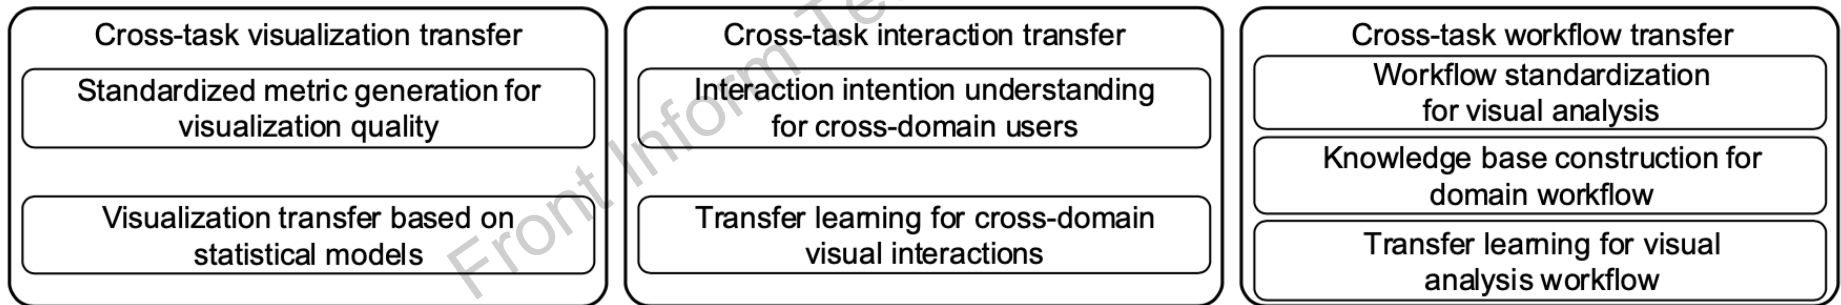 Cross-task visualization transfer
Standardized metric generation for
visualization quality
Visualization transfer based on
statistical models
Cross-task interaction transfer
Interaction intention understanding
for cross-domain users
Transfer learning for cross-domain
visual interactions
Cross-task workflow transfer
Workflow standardization
for visual analysis
Knowledge base construction for
domain workflow
Transfer learning for visual
analysis workflow
Front Inform